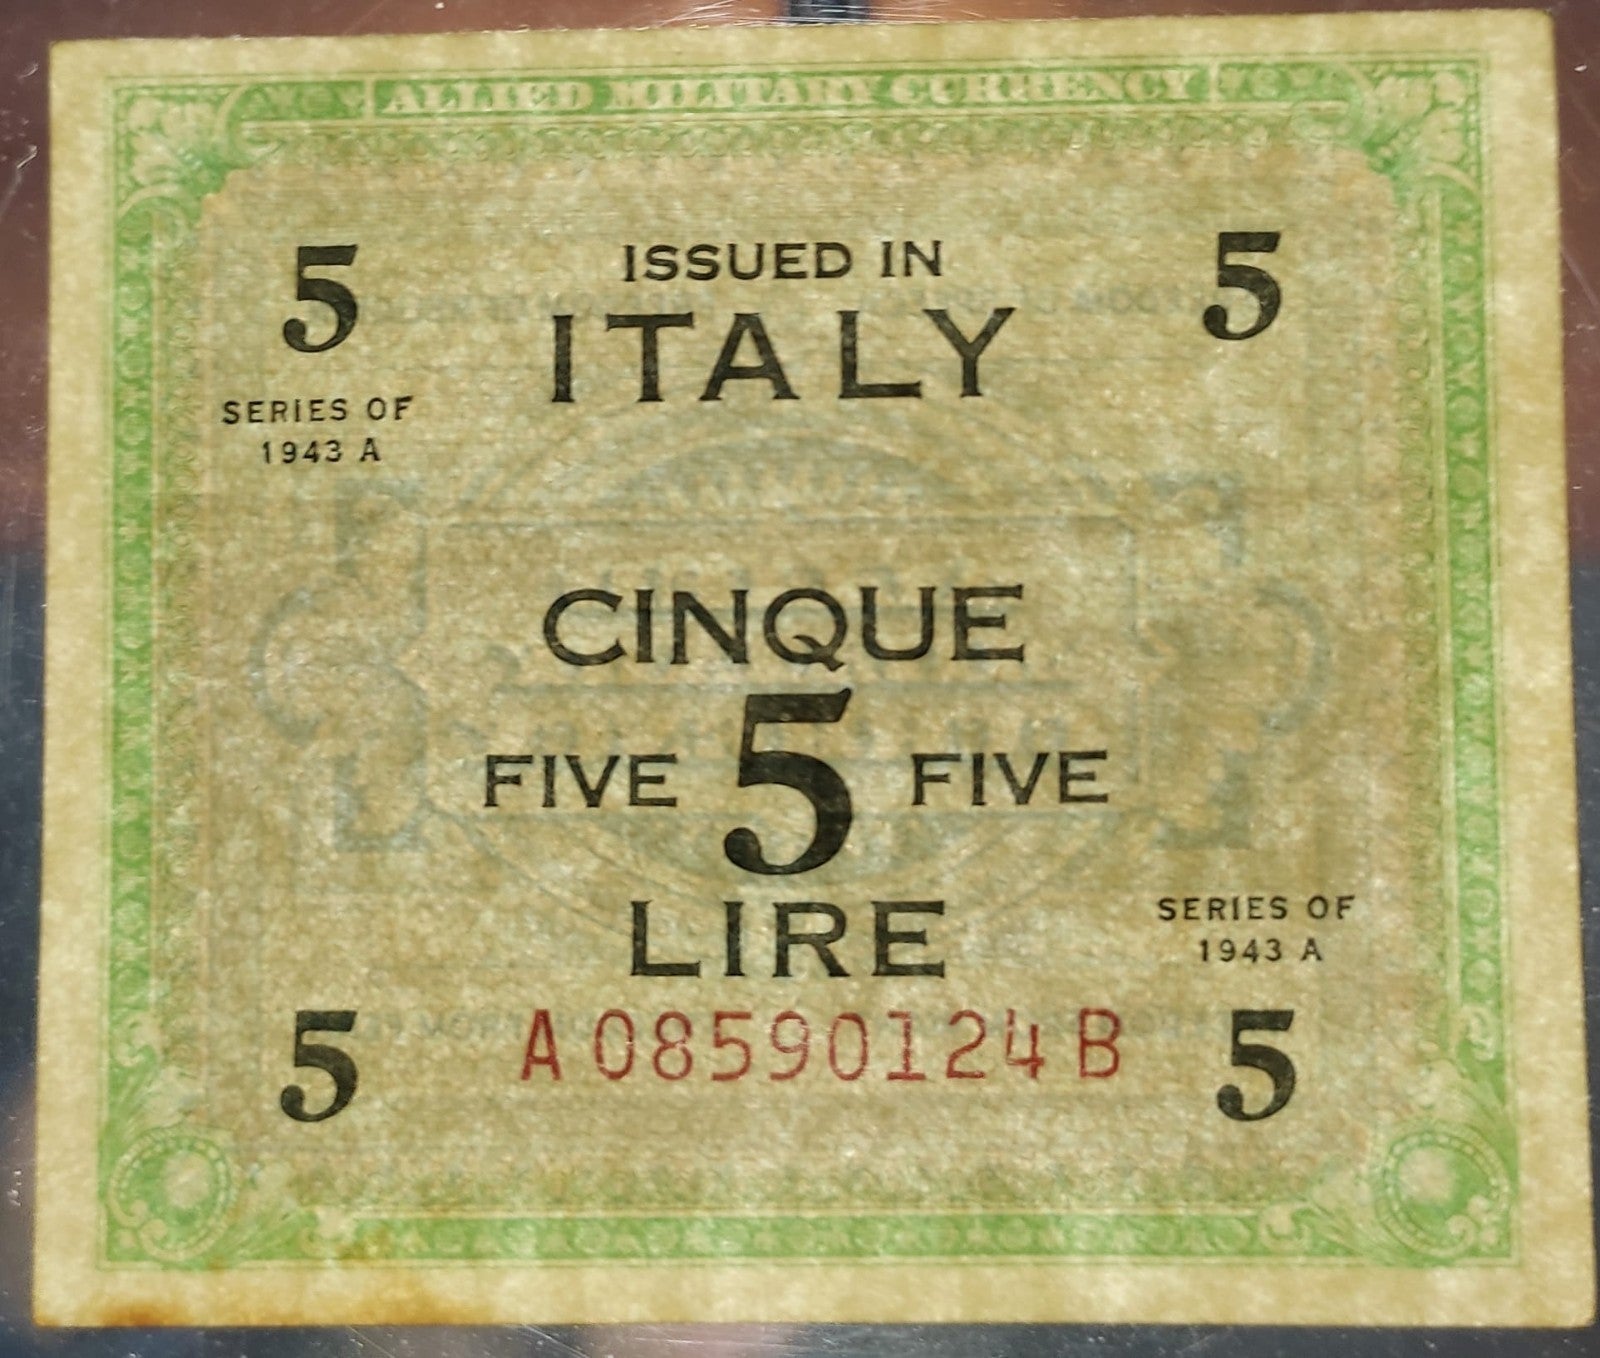 ALLIED MILITARY CURRENCY
5 5
ISSUED IN
ITALY
SERIES OF
1943 A
CINQUE
FIVE 5 FIVE
LIRE
SERIES OF
1943 A
A08590124B
5 5